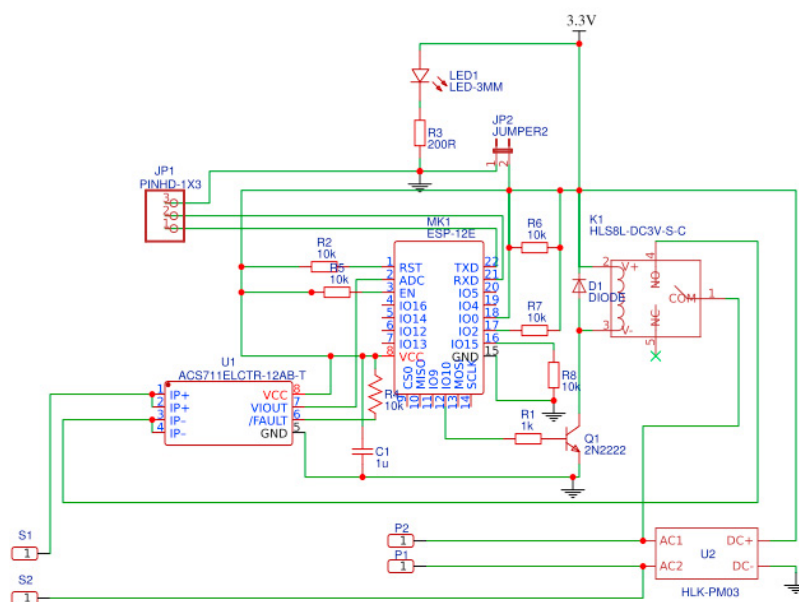 3.3V
LED1
LED-3MM
R3
200R
JP2
JUMPER2
1
2
JP1
PINHD-1X3
3
2
1
MK1
ESP-12E
R2
10k
R5
10k
1 RST TXD 22
2 ADC RXD 21
3 EN IO5 20
4 IO16 IO4 19
5 IO14 IO0 18
6 IO12 IO2 17
7 IO13 IO15 16
8 VCC GND 15
CS0 MISO IO9 IO10 MOSI SCLK
9 10 11 12 13 14
R6
10k
R7
10k
R8
10k
K1
HLS8L-DC3V-S-C
2 V+
3 V-
4 NO
5 NC
COM 1
D1
DIODE
U1
ACS711ELCTR-12AB-T
1 IP+ VCC 8
2 IP+ VIOUT 7
3 IP- /FAULT 6
4 IP- GND 5
R4
10k
C1
1u
R1
1k
Q1
2N2222
S1
1
S2
1
P2
1
P1
1
AC1 DC+
U2
AC2 DC-
HLK-PM03